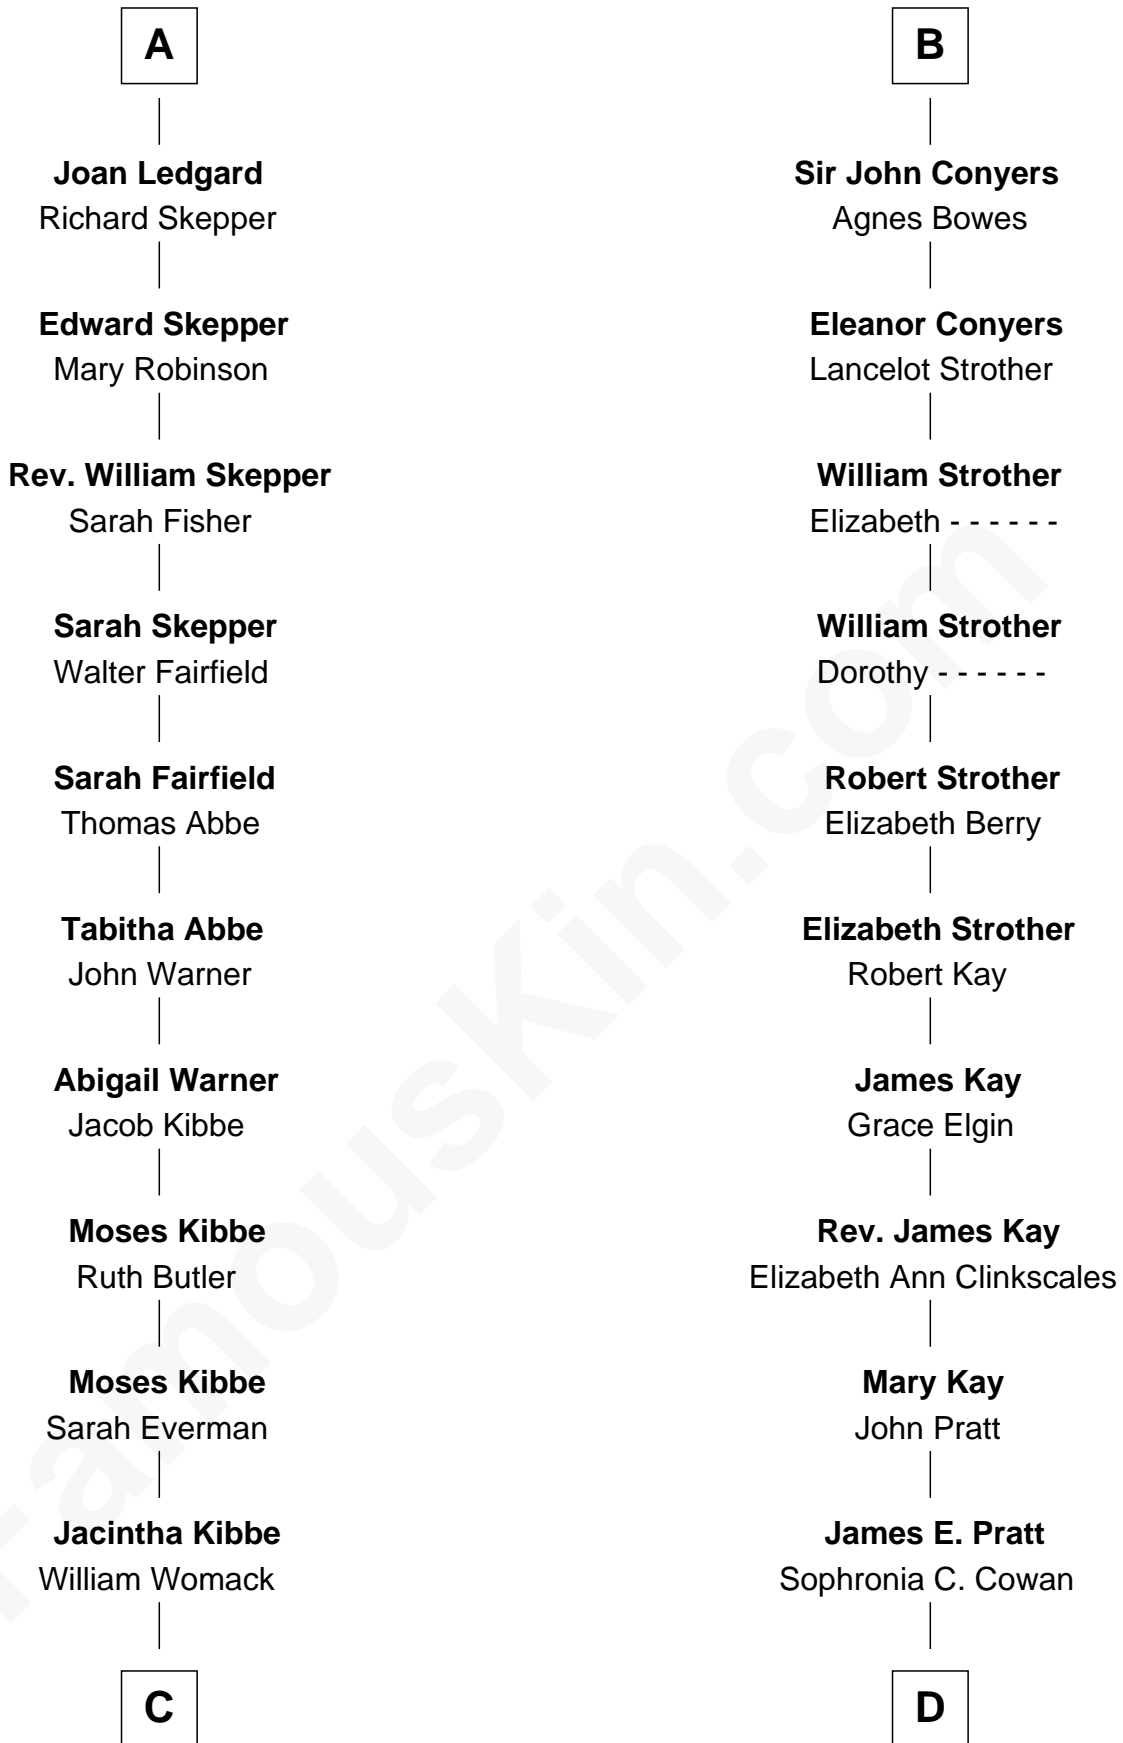 A
Joan Ledgard
Richard Skepper
Edward Skepper
Mary Robinson
Rev. William Skepper
Sarah Fisher
Sarah Skepper
Walter Fairfield
Sarah Fairfield
Thomas Abbe
Tabitha Abbe
John Warner
Abigail Warner
Jacob Kibbe
Moses Kibbe
Ruth Butler
Moses Kibbe
Sarah Everman
Jacintha Kibbe
William Womack
C
B
Sir John Conyers
Agnes Bowes
Eleanor Conyers
Lancelot Strother
William Strother
Elizabeth - - - - - -
William Strother
Dorothy - - - - - -
Robert Strother
Elizabeth Berry
Elizabeth Strother
Robert Kay
James Kay
Grace Elgin
Rev. James Kay
Elizabeth Ann Clinkscales
Mary Kay
John Pratt
James E. Pratt
Sophronia C. Cowan
D
FamousKin.com